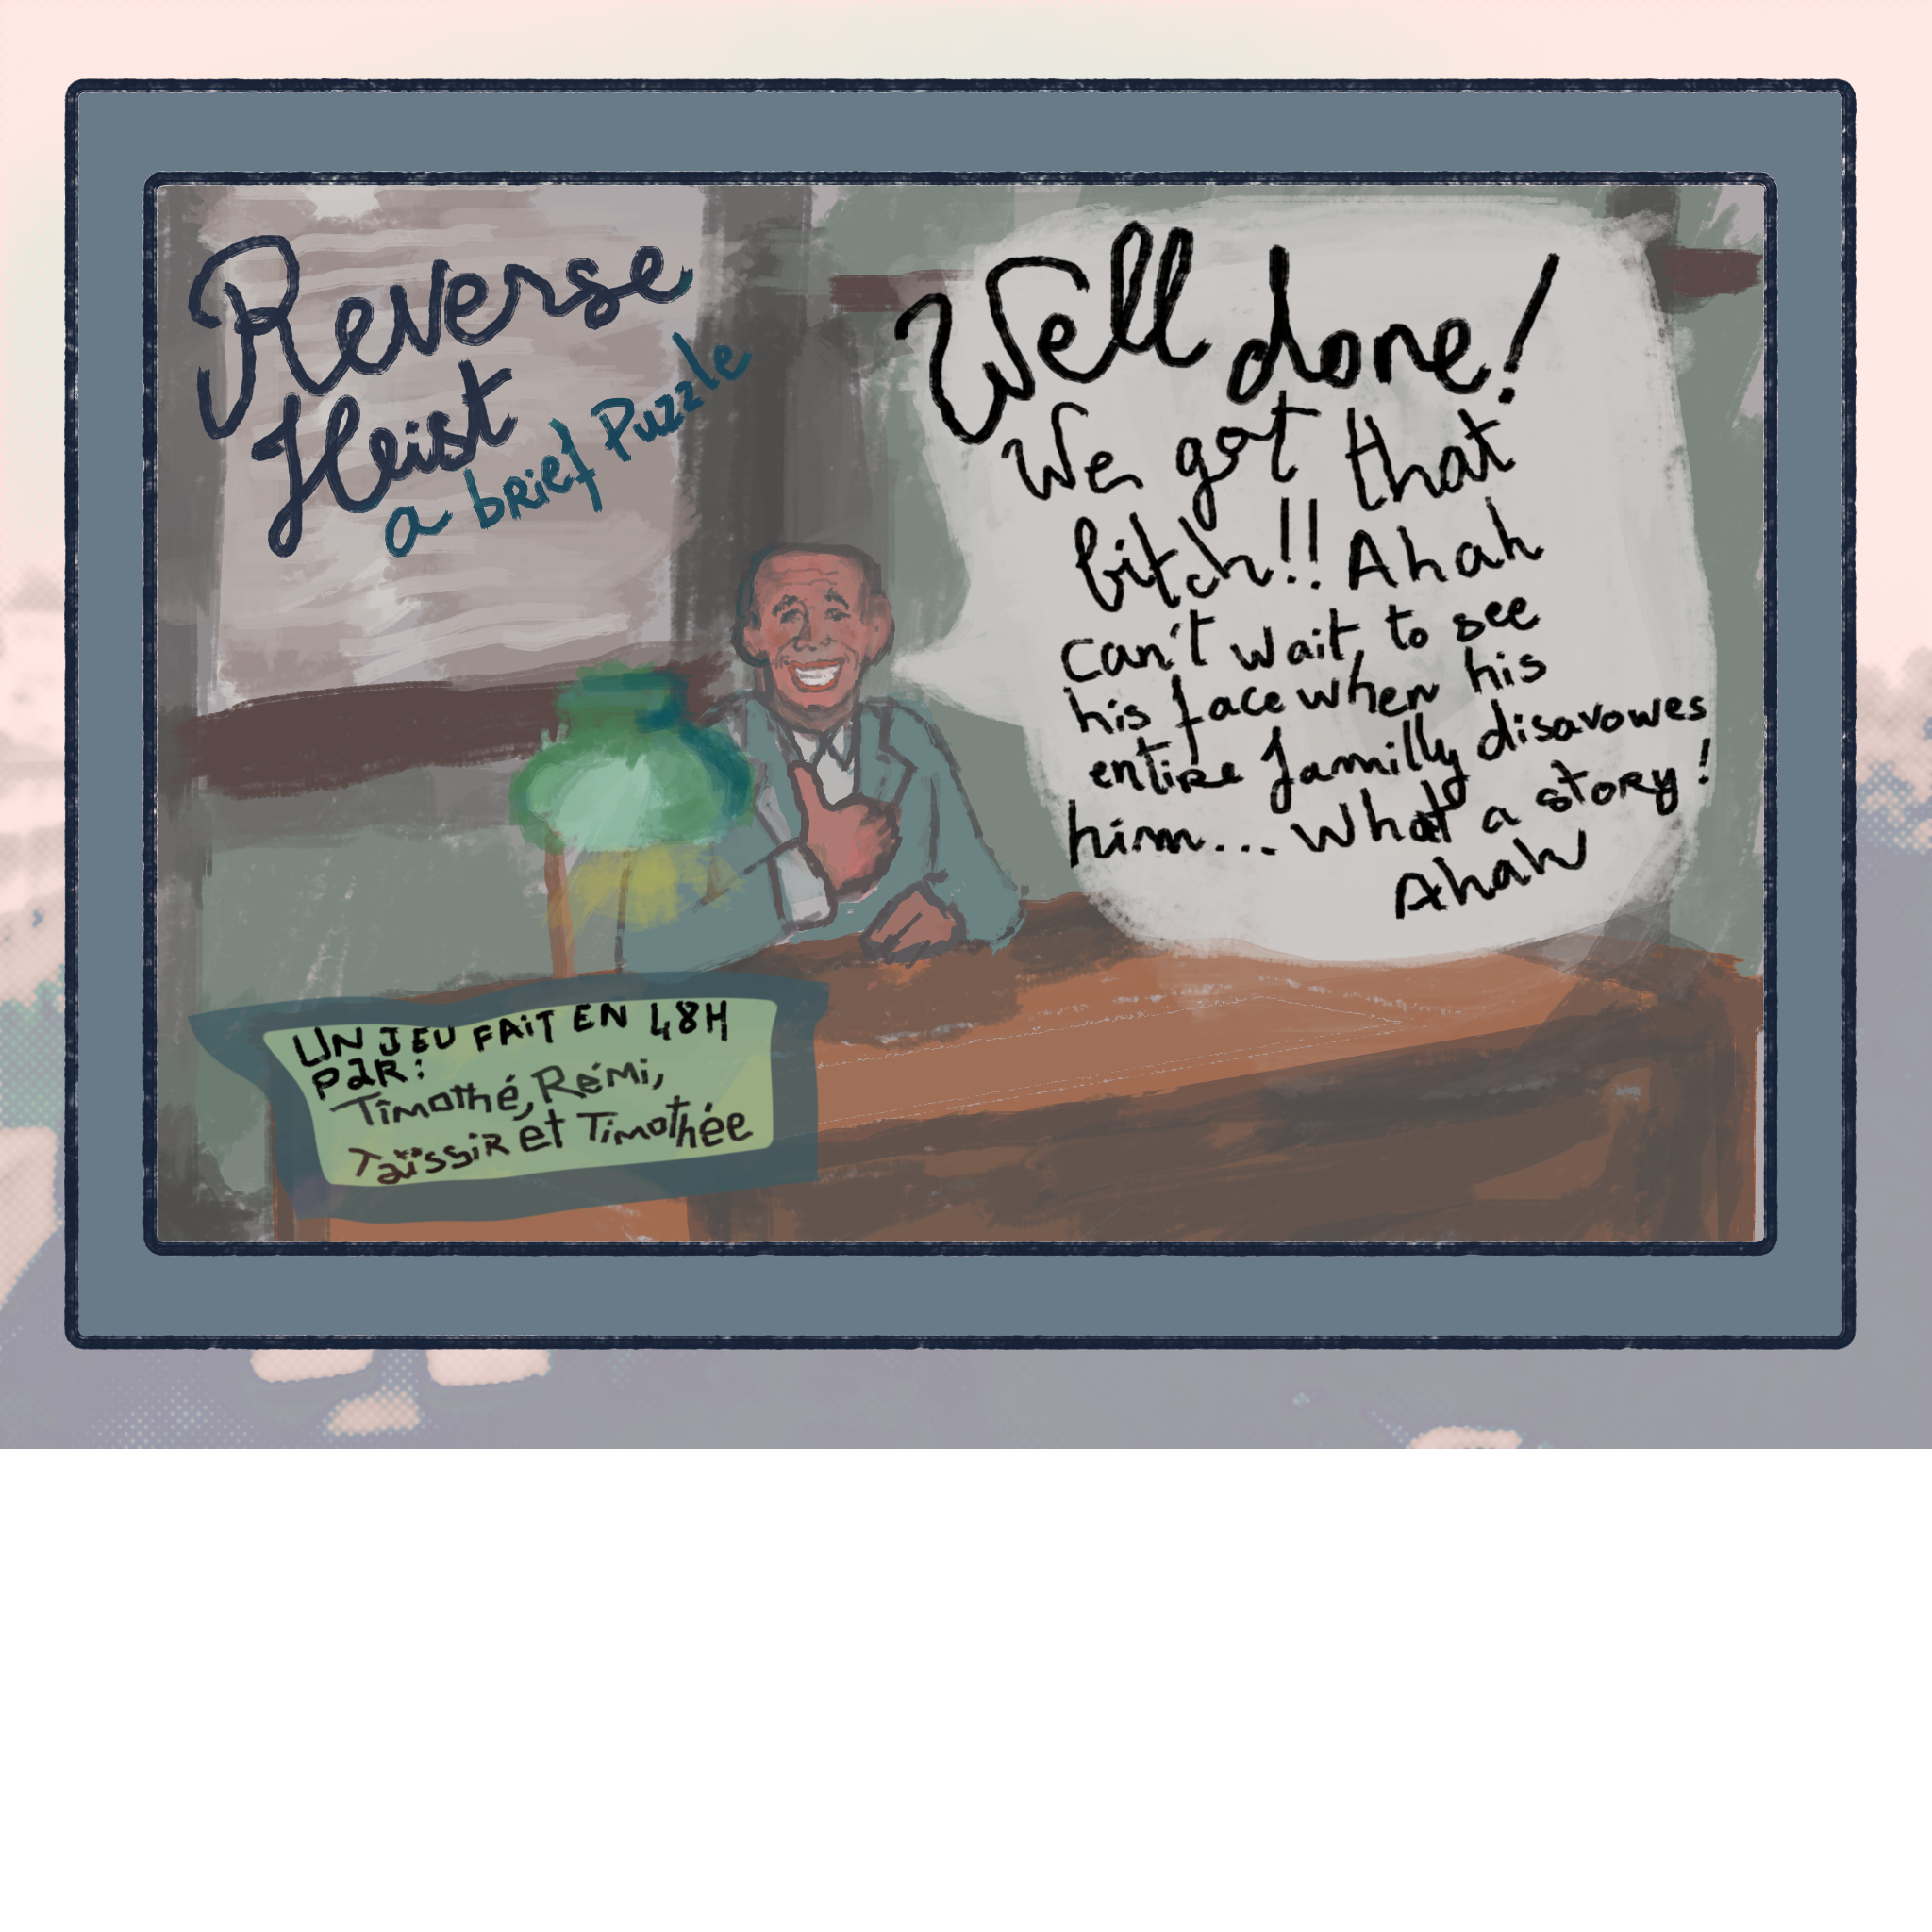 Reverse
Heist
a brief Puzzle
Well done!
We got that
bitch!! Ahah
can't wait to see
his face when his
entire familly disavowes
him... What a story!
Ahah
UN JEU FAIT EN 48H
PAR:
Timothé, Rémi,
Taïssir et Timothée